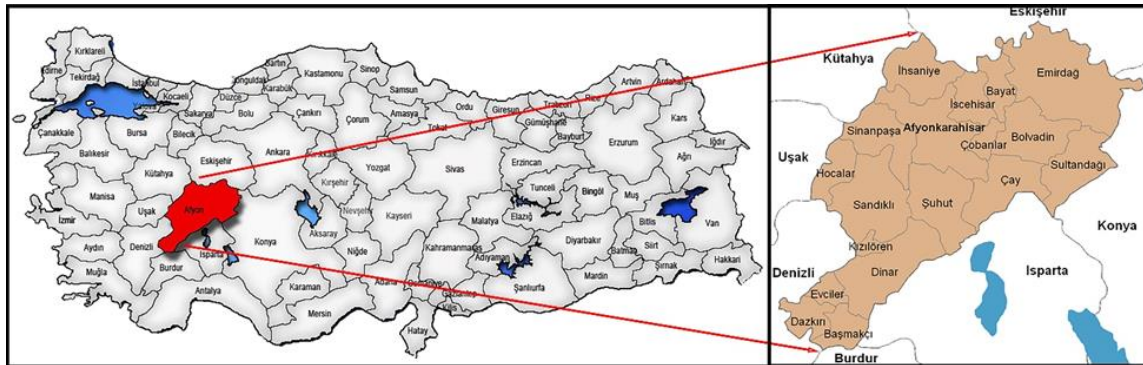 Kırklareli
Edirne
Tekirdağ
İstanbul
Yalova
Kocaeli
Sakarya
Düzce
Zonguldak
Bartın
Karabük
Kastamonu
Sinop
Samsun
Bolu
Çankırı
Çorum
Amasya
Tokat
Ordu
Giresun
Trabzon
Rize
Artvin
Ardahan
Gümüşhane
Bayburt
Kars
Iğdır
Çanakkale
Balıkesir
Bursa
Bilecik
Eskişehir
Ankara
Kırıkkale
Yozgat
Sivas
Erzincan
Erzurum
Ağrı
Kütahya
Manisa
Uşak
Afyon
Kırşehir
Nevşehir
Kayseri
Tunceli
Bingöl
Muş
Elazığ
Malatya
Bitlis
Van
İzmir
Aydın
Denizli
Isparta
Konya
Aksaray
Niğde
Kahramanmaraş
Adıyaman
Diyarbakır
Batman
Siirt
Şırnak
Hakkari
Muğla
Burdur
Antalya
Karaman
Mersin
Adana
Osmaniye
Gaziantep
Kilis
Şanlıurfa
Mardin
Hatay
Eskişehir
Kütahya
İhsaniye
Emirdağ
Bayat
İscehisar
Sinanpaşa
Afyonkarahisar
Bolvadin
Çobanlar
Uşak
Sultandağı
Hocalar
Çay
Sandıklı
Şuhut
Konya
Kızılören
Denizli
Dinar
Isparta
Evciler
Dazkırı
Başmakçı
Burdur